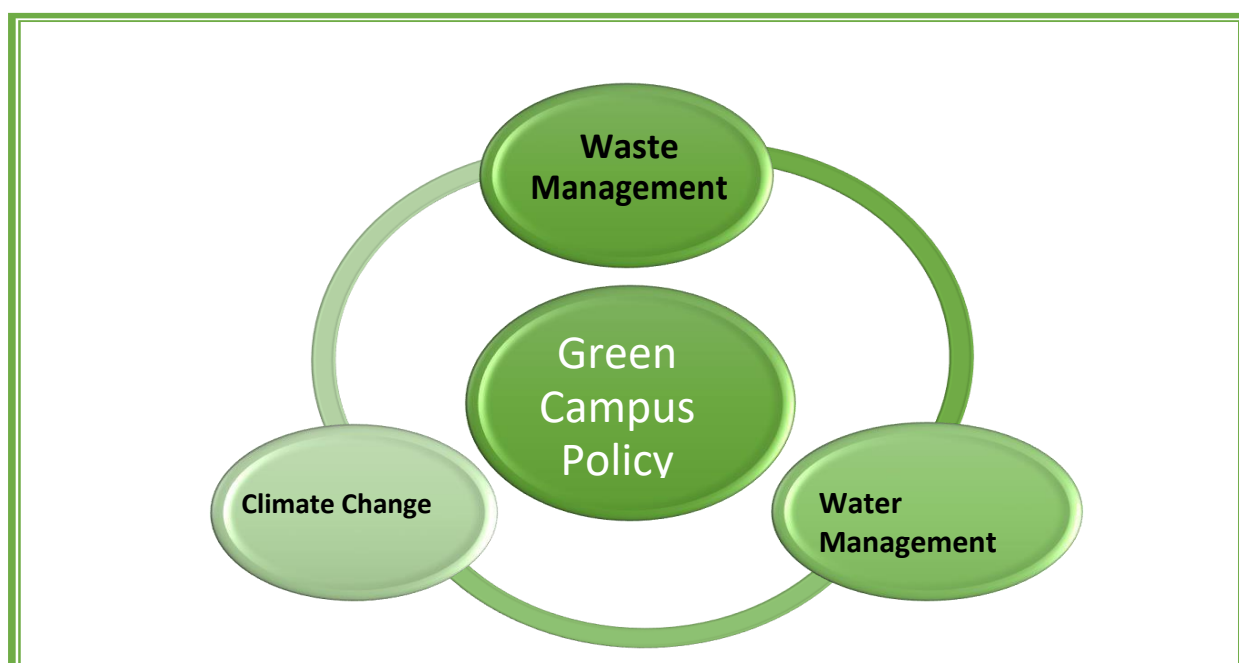 Waste
Management
Green
Campus
Policy
Climate Change
Water
Management